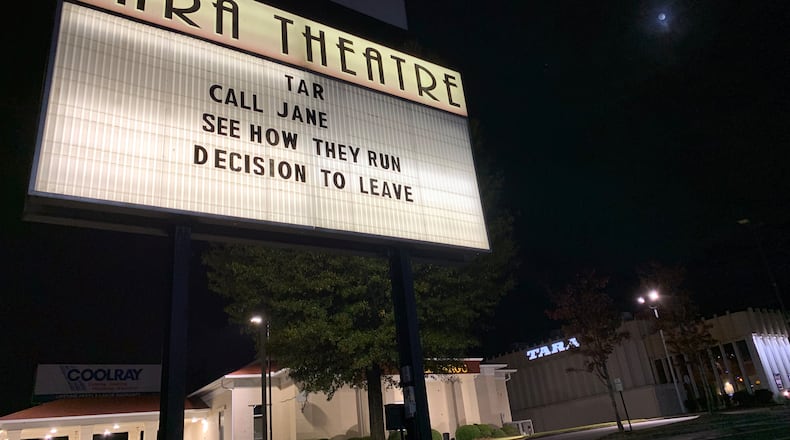 TARA THEATRE
TAR
CALL JANE
SEE HOW THEY RUN
DECISION TO LEAVE
COOLRAY
TARA